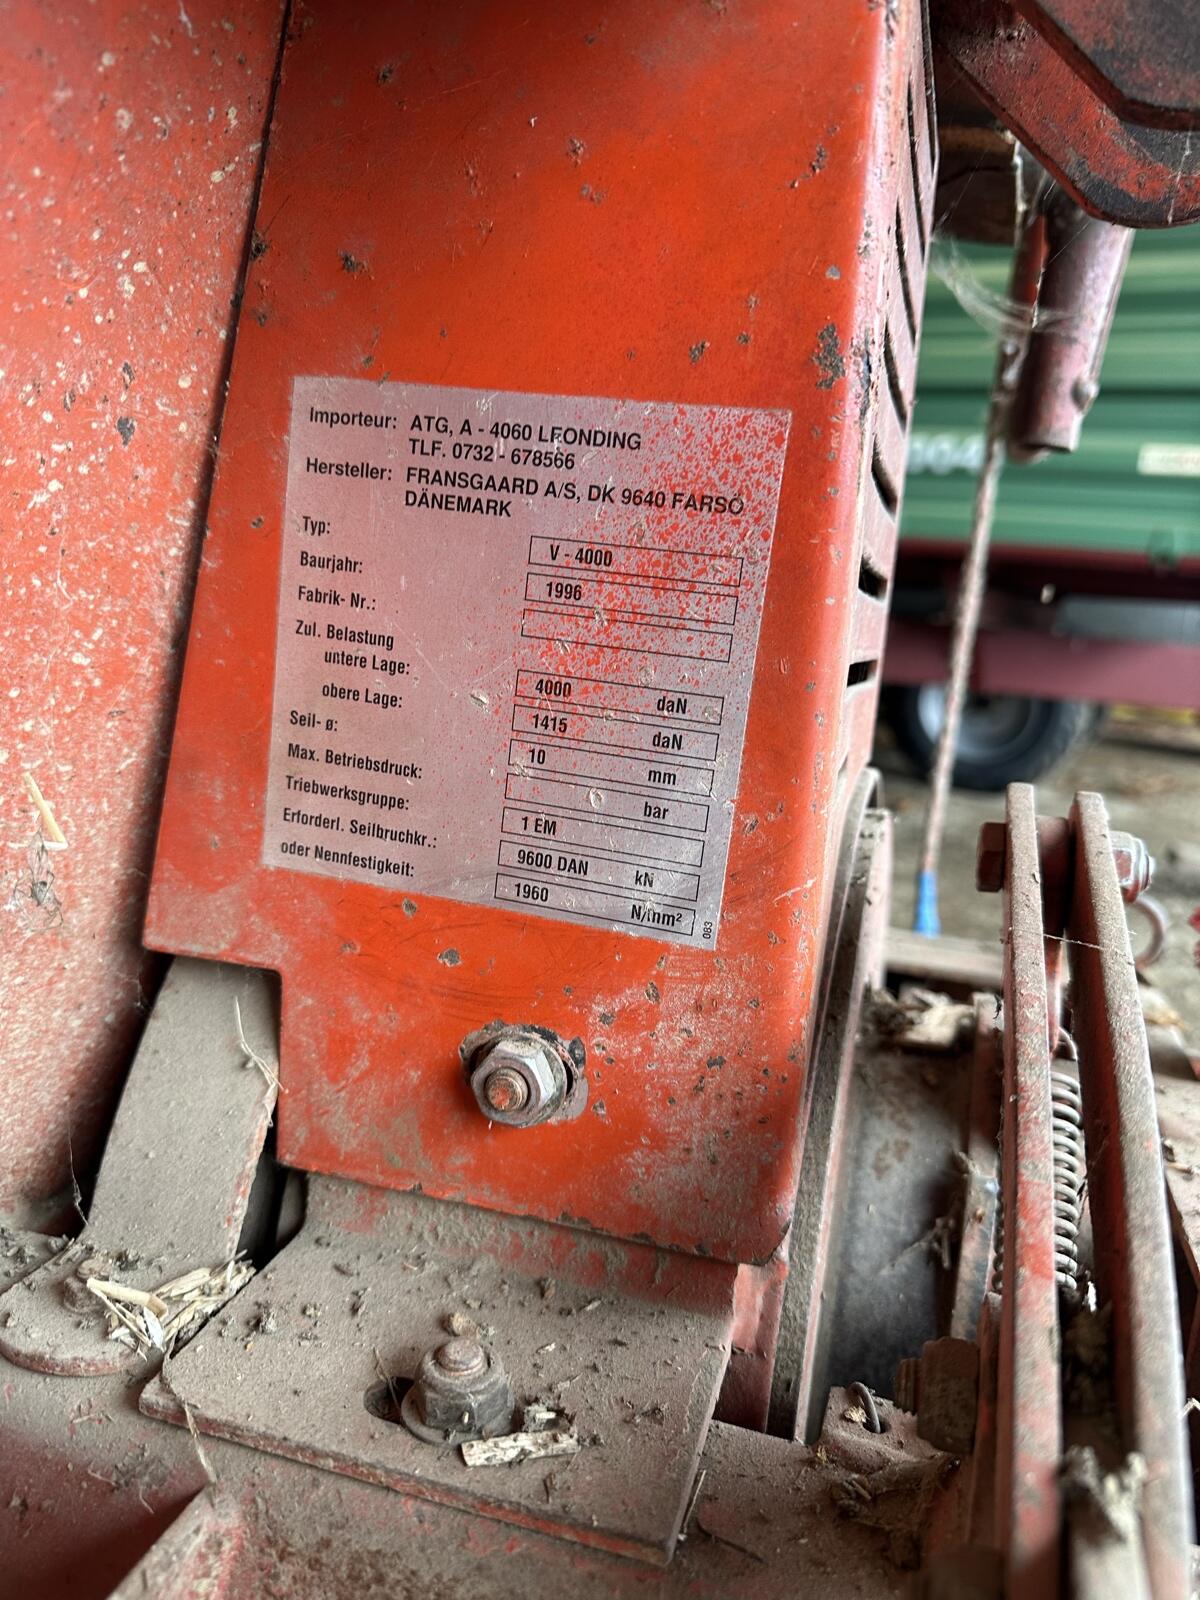 Importeur: ATG, A - 4060 LEONDING
TLF. 0732 - 678566
Hersteller: FRANSGAARD A/S, DK 9640 FARSÖ
DÄNEMARK
Typ: V - 4000
Baurjahr: 1996
Fabrik- Nr.:
Zul. Belastung
untere Lage: 4000 daN
obere Lage: 1415 daN
Seil- ø: 10 mm
Max. Betriebsdruck: bar
Triebwerksgruppe: 1 EM
Erforderl. Seilbruchkr.: 9600 DAN kN
oder Nennfestigkeit: 1960 N/mm²
083